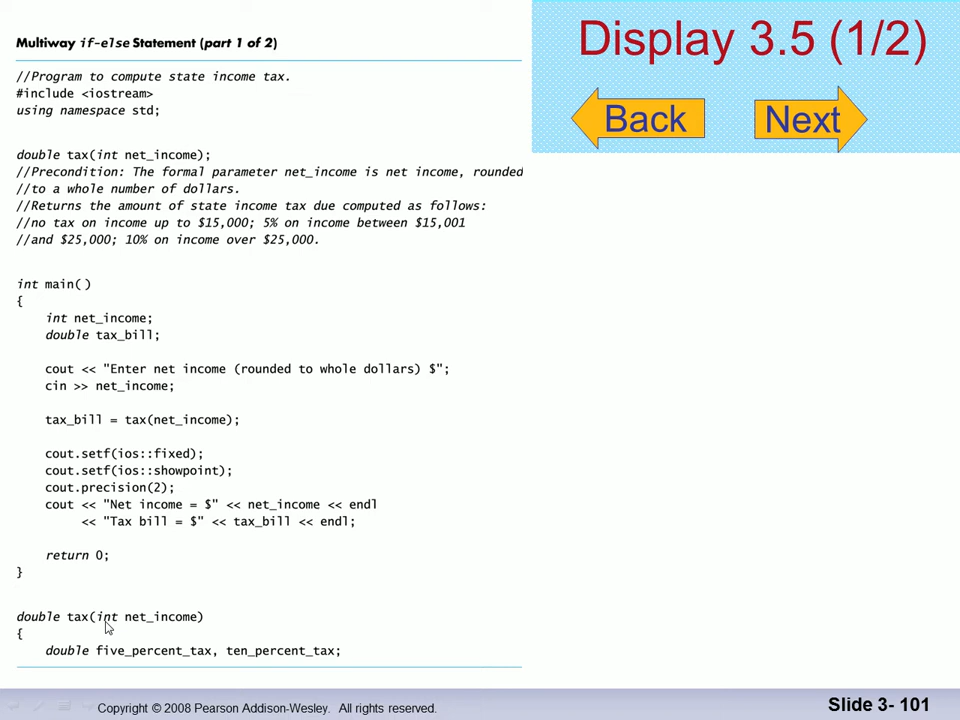 Multiway if-else Statement (part 1 of 2)
//Program to compute state income tax.
#include <iostream>
using namespace std;
double tax(int net_income);
//Precondition: The formal parameter net_income is net income, rounded
//to a whole number of dollars.
//Returns the amount of state income tax due computed as follows:
//no tax on income up to $15,000; 5% on income between $15,001
//and $25,000; 10% on income over $25,000.
int main( )
{
    int net_income;
    double tax_bill;
    cout << "Enter net income (rounded to whole dollars) $";
    cin >> net_income;
    tax_bill = tax(net_income);
    cout.setf(ios::fixed);
    cout.setf(ios::showpoint);
    cout.precision(2);
    cout << "Net income = $" << net_income << endl
         << "Tax bill = $" << tax_bill << endl;
    return 0;
}
double tax(int net_income)
{
    double five_percent_tax, ten_percent_tax;
Display 3.5 (1/2)
Back
Next
Copyright © 2008 Pearson Addison-Wesley. All rights reserved.
Slide 3- 101